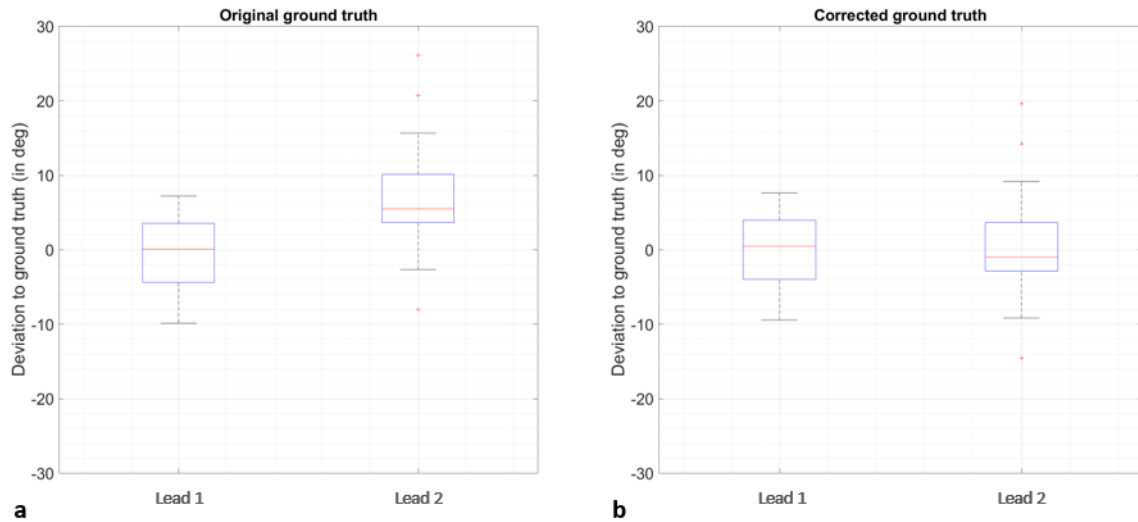 Original ground truth
Deviation to ground truth (in deg)
30
20
10
0
-10
-20
-30
Lead 1
Lead 2
a
Corrected ground truth
Deviation to ground truth (in deg)
30
20
10
0
-10
-20
-30
Lead 1
Lead 2
b